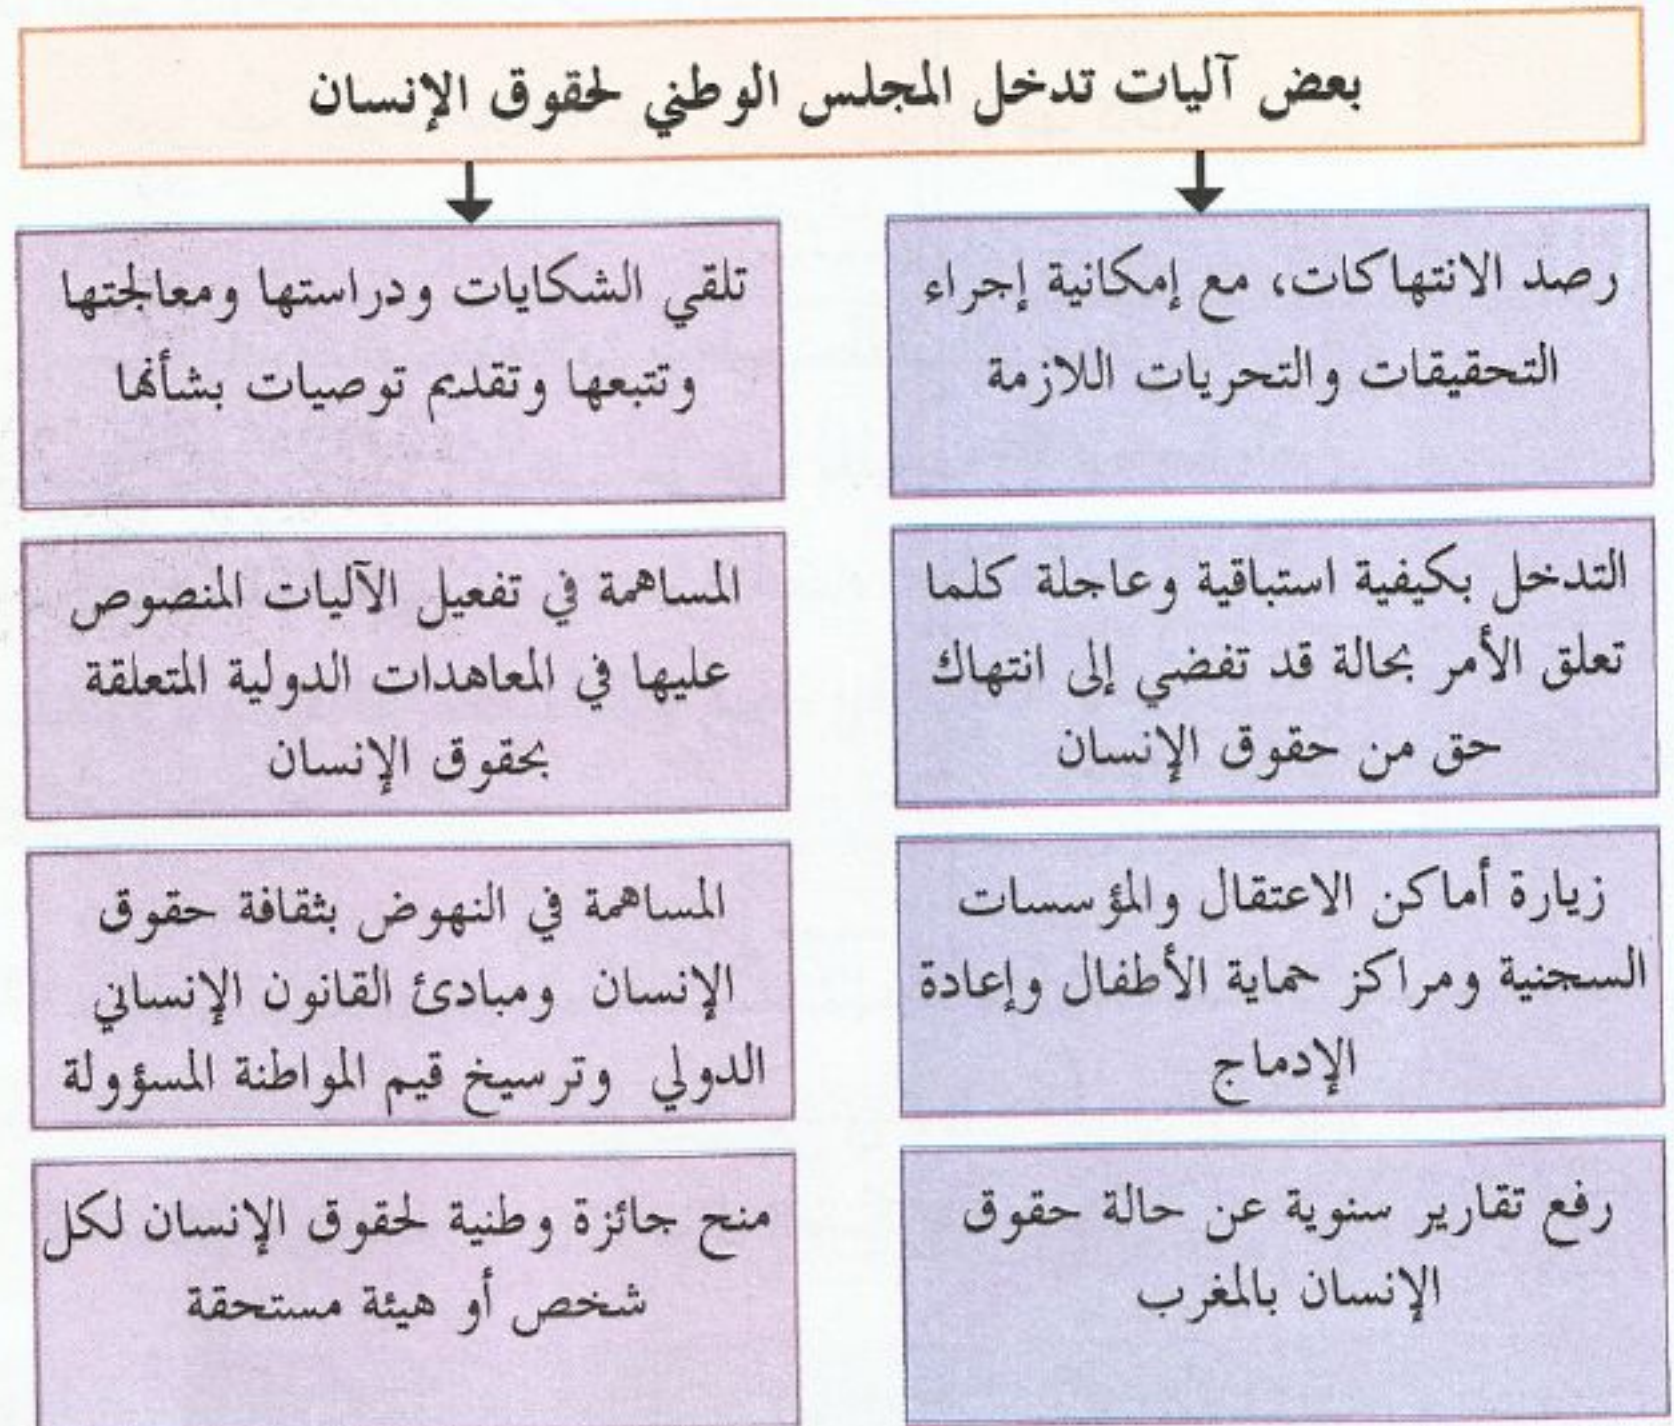 بعض آليات تدخل المجلس الوطني لحقوق الإنسان
رصد الانتهاكات، مع إمكانية إجراء
التحقيقات والتحريات اللازمة
تلقي الشكايات ودراستها ومعالجتها
وتتبعها وتقديم توصيات بشأنها
التدخل بكيفية استباقية وعاجلة كلما
تعلق الأمر بحالة قد تفضي إلى انتهاك
حق من حقوق الإنسان
المساهمة في تفعيل الآليات المنصوص
عليها في المعاهدات الدولية المتعلقة
بحقوق الإنسان
زيارة أماكن الاعتقال والمؤسسات
السجنية ومراكز حماية الأطفال وإعادة
الإدماج
المساهمة في النهوض بثقافة حقوق
الإنسان ومبادئ القانون الإنساني
الدولي وترسيخ قيم المواطنة المسؤولة
رفع تقارير سنوية عن حالة حقوق
الإنسان بالمغرب
منح جائزة وطنية لحقوق الإنسان لكل
شخص أو هيئة مستحقة